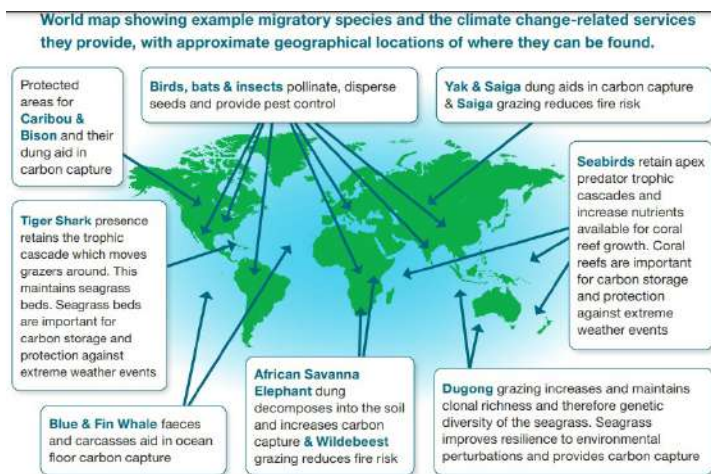 World map showing example migratory species and the climate change-related services
they provide, with approximate geographical locations of where they can be found.
Protected
areas for
Caribou &
Bison and their
dung aid in
carbon capture
Birds, bats & insects pollinate, disperse
seeds and provide pest control
Yak & Saiga dung aids in carbon capture
& Saiga grazing reduces fire risk
Seabirds retain apex
predator trophic
cascades and
increase nutrients
available for coral
reef growth. Coral
reefs are important
for carbon storage
and protection
against extreme
weather events
Tiger Shark presence
retains the trophic
cascade which moves
grazers around. This
maintains seagrass
beds. Seagrass beds
are important for
carbon storage and
protection against
extreme weather events
Blue & Fin Whale faeces
and carcasses aid in ocean
floor carbon capture
African Savanna
Elephant dung
decomposes into the soil
and increases carbon
capture & Wildebeest
grazing reduces fire risk
Dugong grazing increases and maintains
clonal richness and therefore genetic
diversity of the seagrass. Seagrass
improves resilience to environmental
perturbations and provides carbon capture